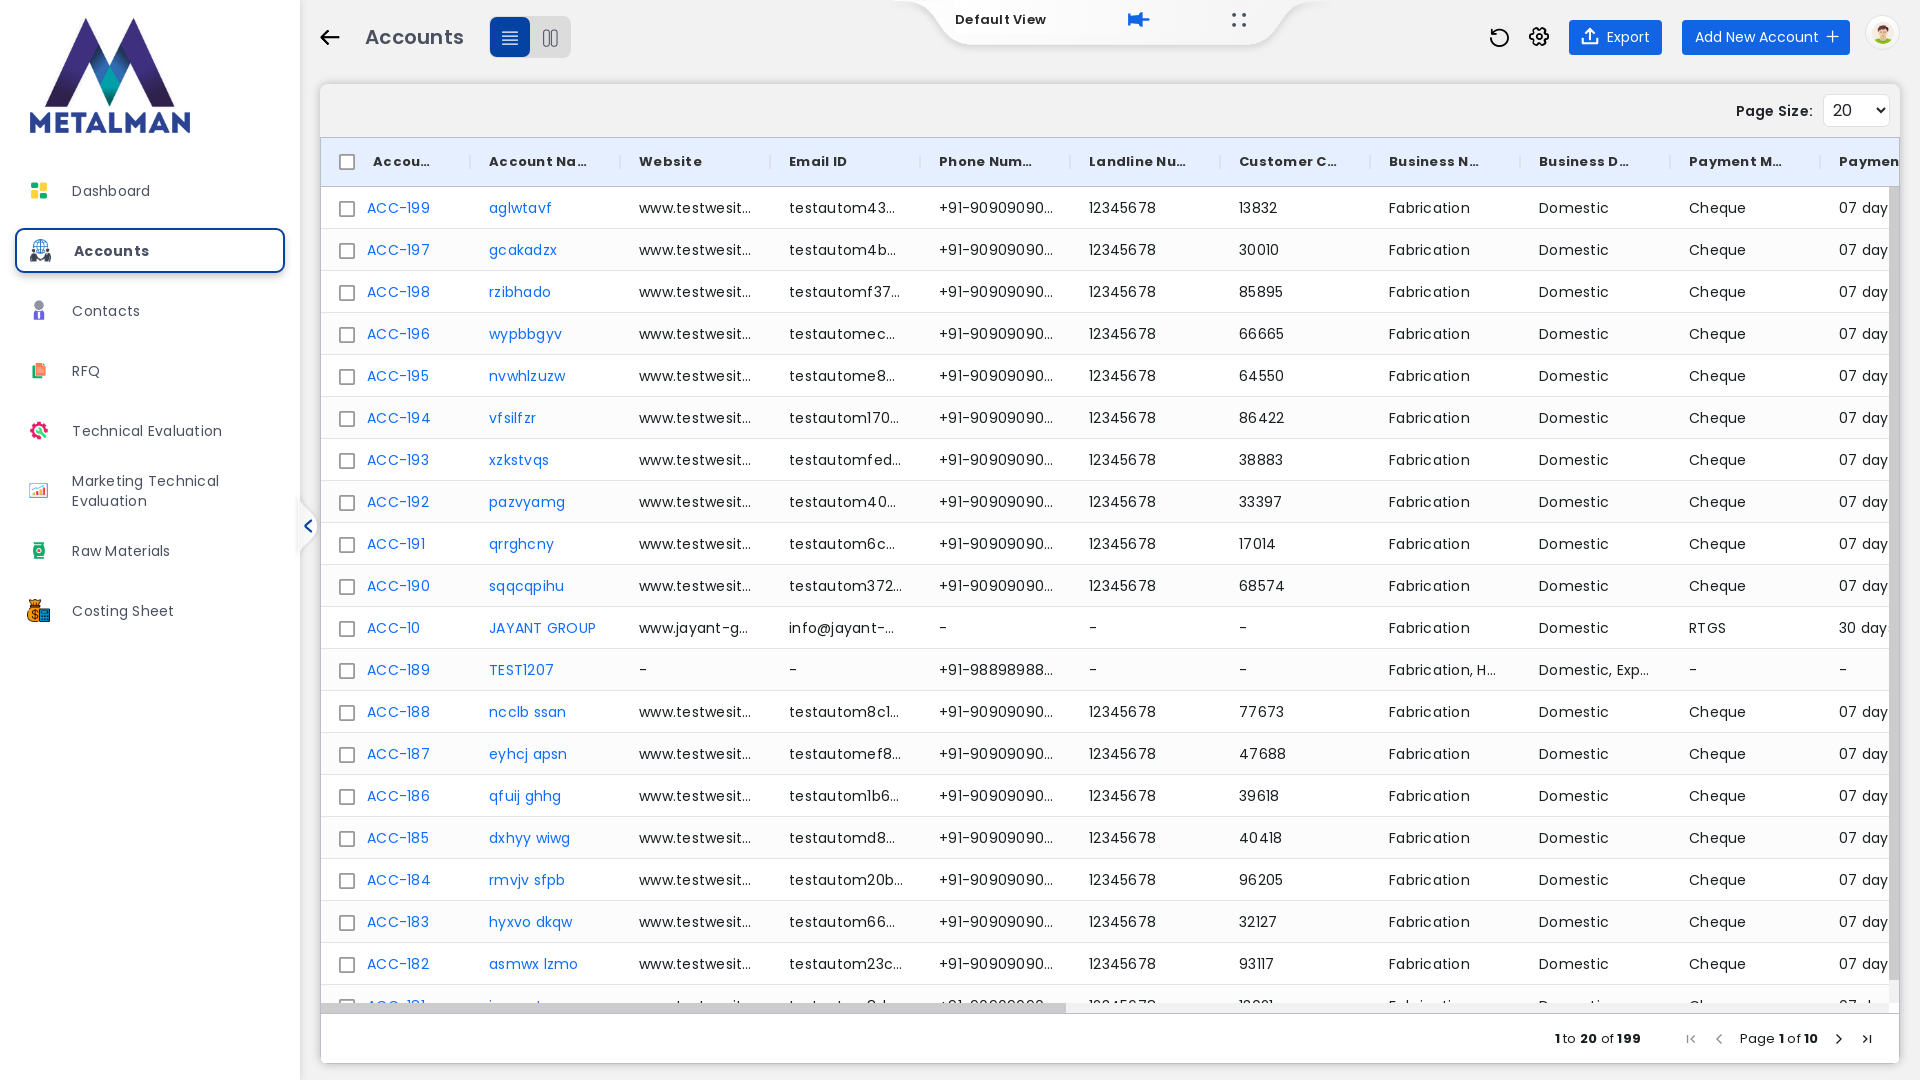 METALMAN
Dashboard
Accounts
Contacts
RFQ
Technical Evaluation
Marketing Technical
Evaluation
Raw Materials
Costing Sheet
Accounts
Default View
Export
Add New Account
Page Size: 20
Accou... Account Na... Website Email ID Phone Num... Landline Nu... Customer C... Business N... Business D... Payment M... Paymen
ACC-199 aglwtavf www.testwesit... testautom43... +91-90909090... 12345678 13832 Fabrication Domestic Cheque 07 day
ACC-197 gcakadzx www.testwesit... testautom4b... +91-90909090... 12345678 30010 Fabrication Domestic Cheque 07 day
ACC-198 rzibhado www.testwesit... testautomf37... +91-90909090... 12345678 85895 Fabrication Domestic Cheque 07 day
ACC-196 wypbbgyv www.testwesit... testautomec... +91-90909090... 12345678 66665 Fabrication Domestic Cheque 07 day
ACC-195 nvwhlzuzw www.testwesit... testautome8... +91-90909090... 12345678 64550 Fabrication Domestic Cheque 07 day
ACC-194 vfsilfzr www.testwesit... testautom170... +91-90909090... 12345678 86422 Fabrication Domestic Cheque 07 day
ACC-193 xzkstvqs www.testwesit... testautomfed... +91-90909090... 12345678 38883 Fabrication Domestic Cheque 07 day
ACC-192 pazvyamg www.testwesit... testautom40... +91-90909090... 12345678 33397 Fabrication Domestic Cheque 07 day
ACC-191 qrrghcny www.testwesit... testautom6c... +91-90909090... 12345678 17014 Fabrication Domestic Cheque 07 day
ACC-190 sqqcqpihu www.testwesit... testautom372... +91-90909090... 12345678 68574 Fabrication Domestic Cheque 07 day
ACC-10 JAYANT GROUP www.jayant-g... info@jayant-... - - - Fabrication Domestic RTGS 30 day
ACC-189 TEST1207 - - +91-98898988... - - Fabrication, H... Domestic, Exp... - -
ACC-188 ncclb ssan www.testwesit... testautom8c1... +91-90909090... 12345678 77673 Fabrication Domestic Cheque 07 day
ACC-187 eyhcj apsn www.testwesit... testautomef8... +91-90909090... 12345678 47688 Fabrication Domestic Cheque 07 day
ACC-186 qfuij ghhg www.testwesit... testautom1b6... +91-90909090... 12345678 39618 Fabrication Domestic Cheque 07 day
ACC-185 dxhyy wiwg www.testwesit... testautomd8... +91-90909090... 12345678 40418 Fabrication Domestic Cheque 07 day
ACC-184 rmvjv sfpb www.testwesit... testautom20b... +91-90909090... 12345678 96205 Fabrication Domestic Cheque 07 day
ACC-183 hyxvo dkqw www.testwesit... testautom66... +91-90909090... 12345678 32127 Fabrication Domestic Cheque 07 day
ACC-182 asmwx lzmo www.testwesit... testautom23c... +91-90909090... 12345678 93117 Fabrication Domestic Cheque 07 day
1 to 20 of 199 Page 1 of 10